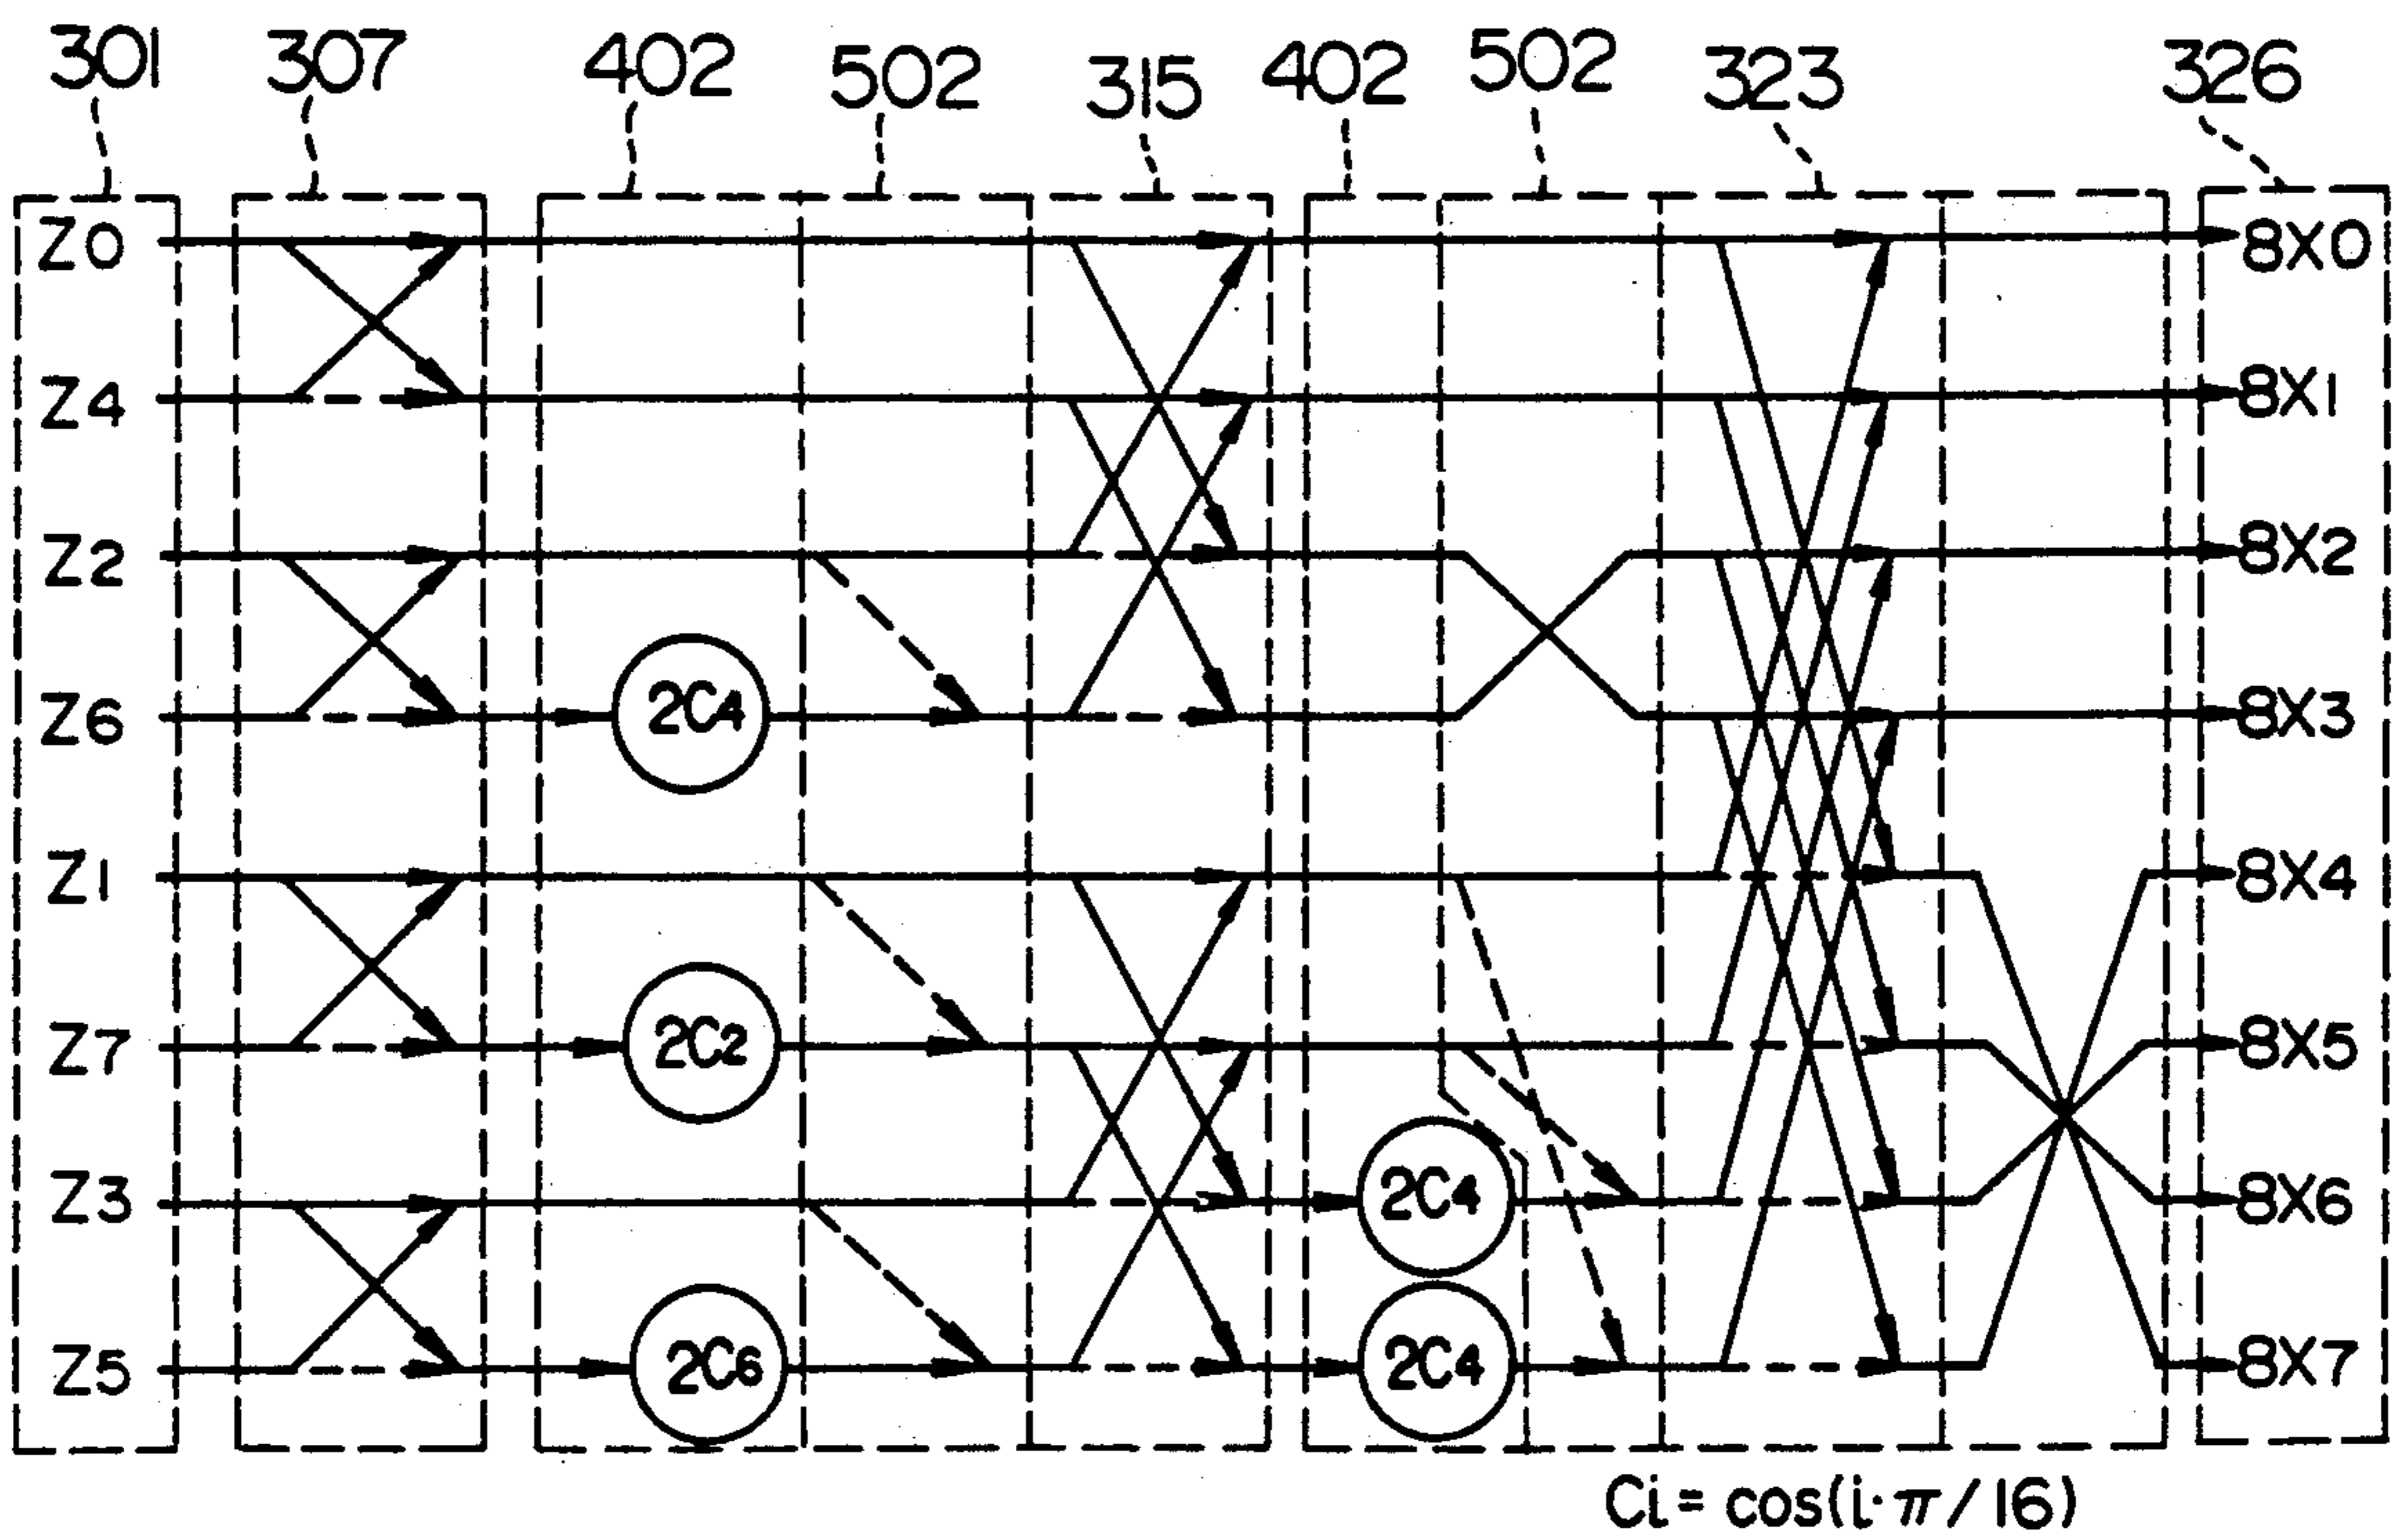 301 307 402 502 315 402 502 323 326
Z0 8X0
Z4 8X1
Z2 8X2
Z6 2C4 8X3
Z1 8X4
Z7 2C2 8X5
Z3 2C4 8X6
Z5 2C6 2C4 8X7
Ci = cos(i·π/16)